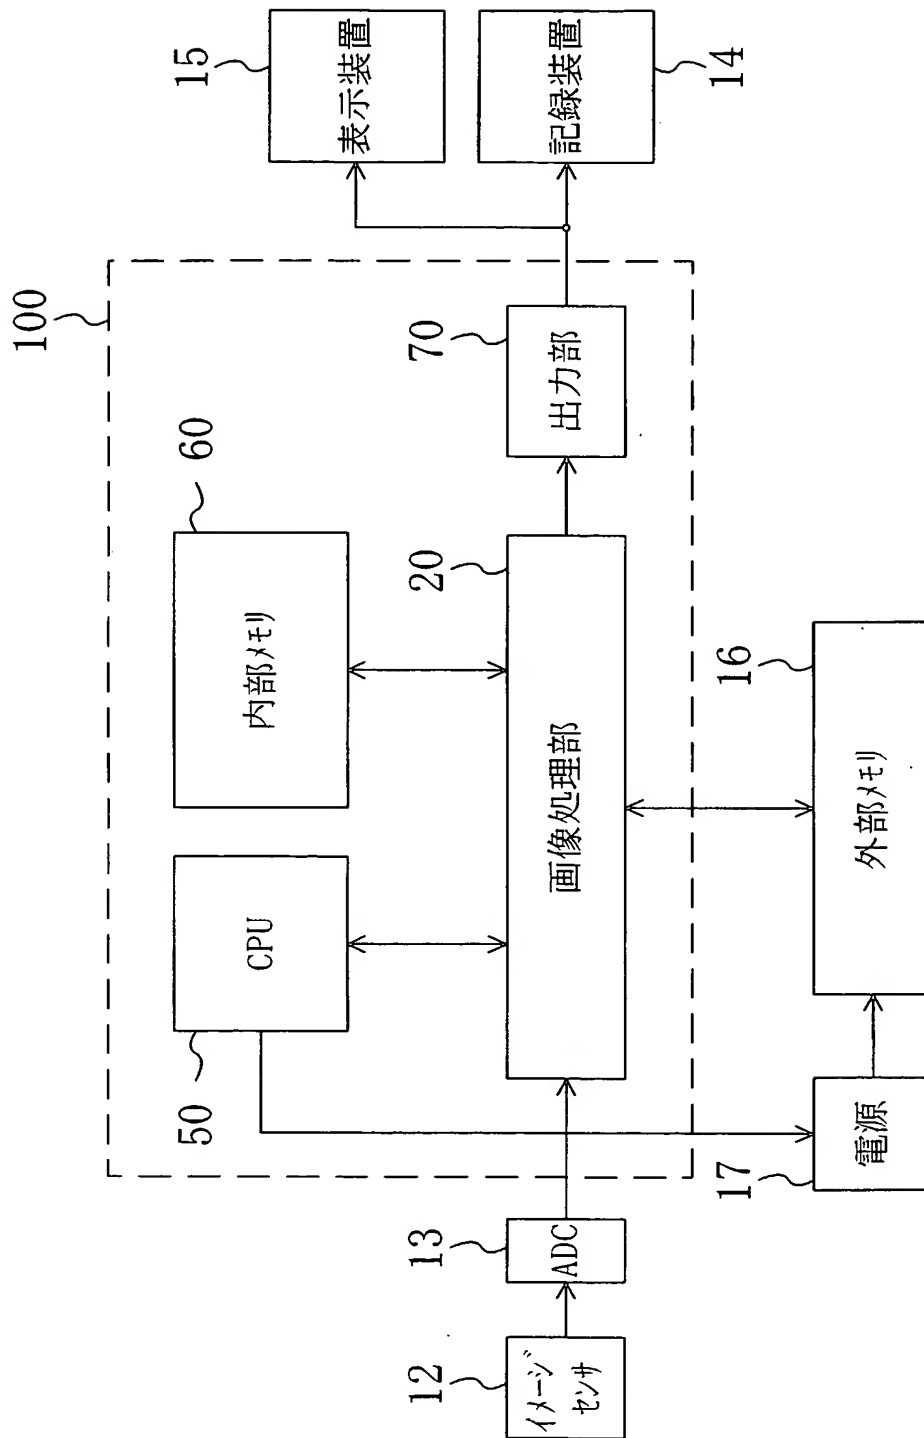 100
50
CPU
60
内部メモリ
15
表示装置
12
イメージ
センサ
13
ADC
20
画像処理部
70
出力部
14
記録装置
17
電源
16
外部メモリ